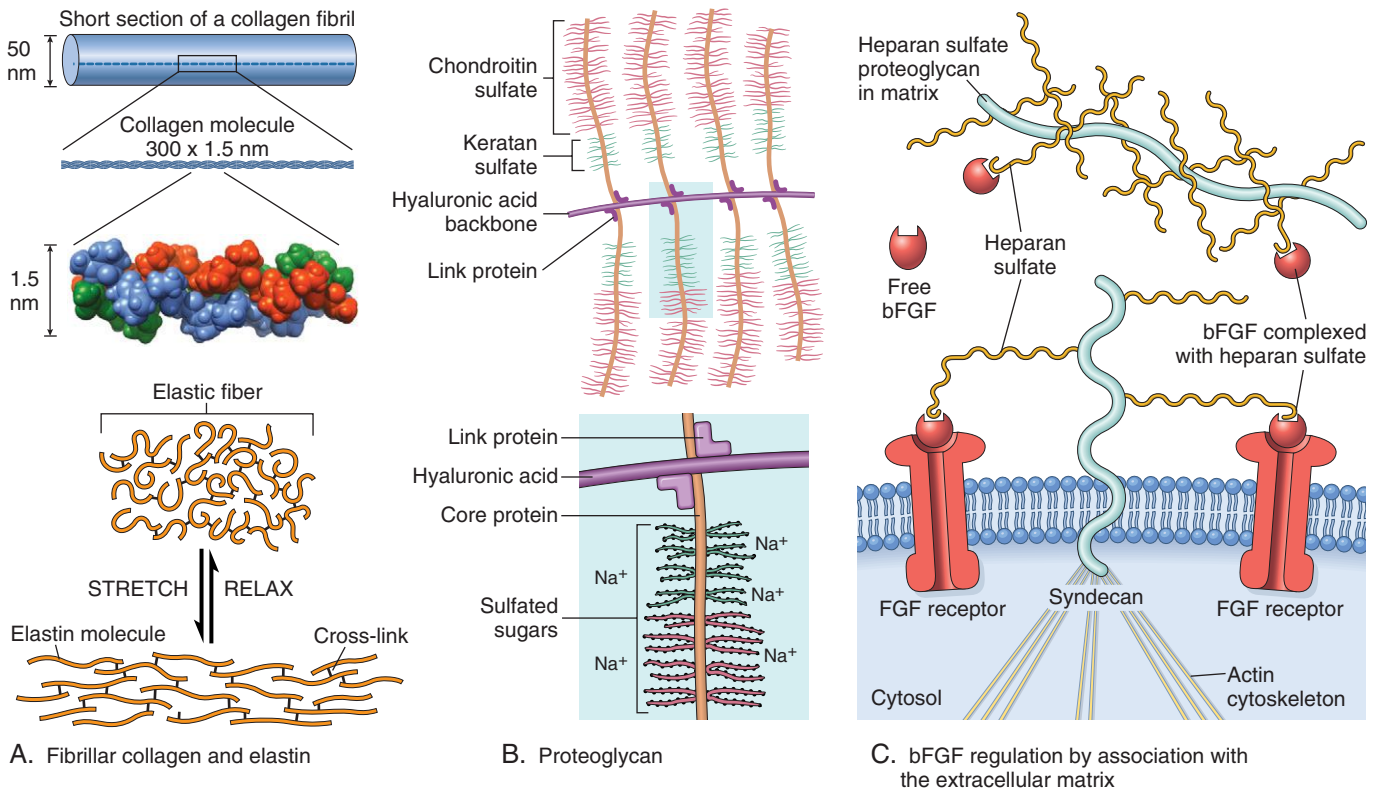 Short section of a collagen fibril
50
nm
Collagen molecule
300 x 1.5 nm
1.5
nm
Elastic fiber
STRETCH
RELAX
Elastin molecule
Cross-link
A. Fibrillar collagen and elastin
Chondroitin
sulfate
Keratan
sulfate
Hyaluronic acid
backbone
Link protein
Link protein
Hyaluronic acid
Core protein
Na+
Na+
Na+
Sulfated
sugars
Na+
Na+
B. Proteoglycan
Heparan sulfate
proteoglycan
in matrix
Heparan
sulfate
Free
bFGF
bFGF complexed
with heparan sulfate
FGF receptor
Syndecan
FGF receptor
Actin
cytoskeleton
Cytosol
C. bFGF regulation by association with
the extracellular matrix